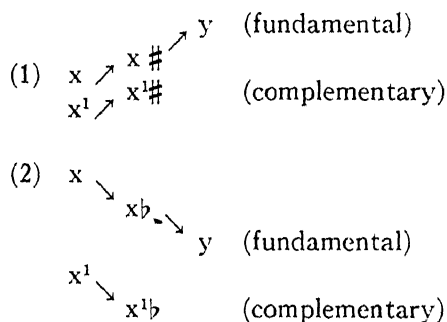 y (fundamental)
x ♯
(1) x
x¹ x¹♯ (complementary)
(2) x
x♭
y (fundamental)
x¹
x¹♭ (complementary)